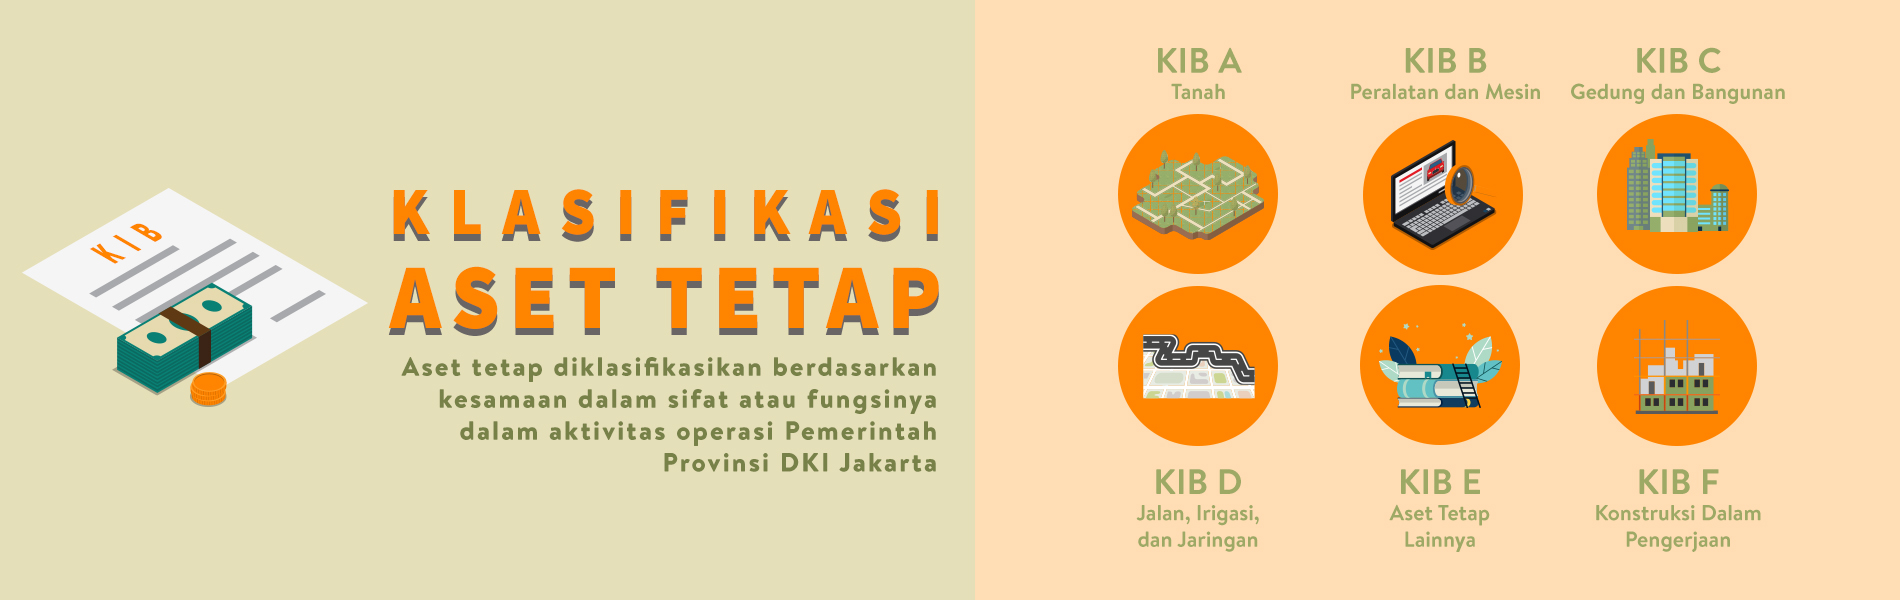 KIB
KLASIFIKASI
ASET TETAP
Aset tetap diklasifikasikan berdasarkan
kesamaan dalam sifat atau fungsinya
dalam aktivitas operasi Pemerintah
Provinsi DKI Jakarta
KIB A
Tanah
KIB B
Peralatan dan Mesin
KIB C
Gedung dan Bangunan
KIB D
Jalan, Irigasi,
dan Jaringan
KIB E
Aset Tetap
Lainnya
KIB F
Konstruksi Dalam
Pengerjaan